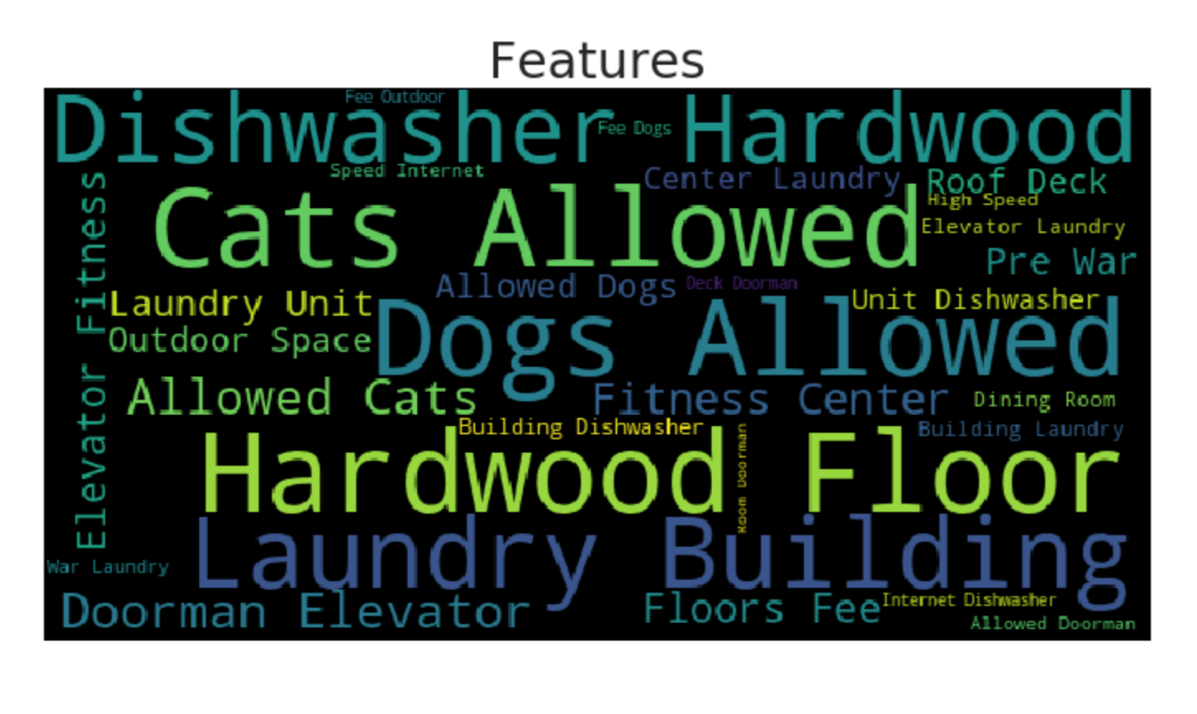 Features
Fee Outdoor
Dishwasher Hardwood
Fee Dogs
Speed Internet
Center Laundry
Roof Deck
High Speed
Cats Allowed
Elevator Laundry
Pre War
Elevator Fitness
Allowed Dogs
Deck Doorman
Laundry Unit
Unit Dishwasher
Outdoor Space
Dogs Allowed
Allowed Cats
Fitness Center
Dining Room
Building Dishwasher
Building Laundry
Room Doorman
Hardwood Floor
Laundry Building
War Laundry
Doorman Elevator
Floors Fee
Internet Dishwasher
Allowed Doorman